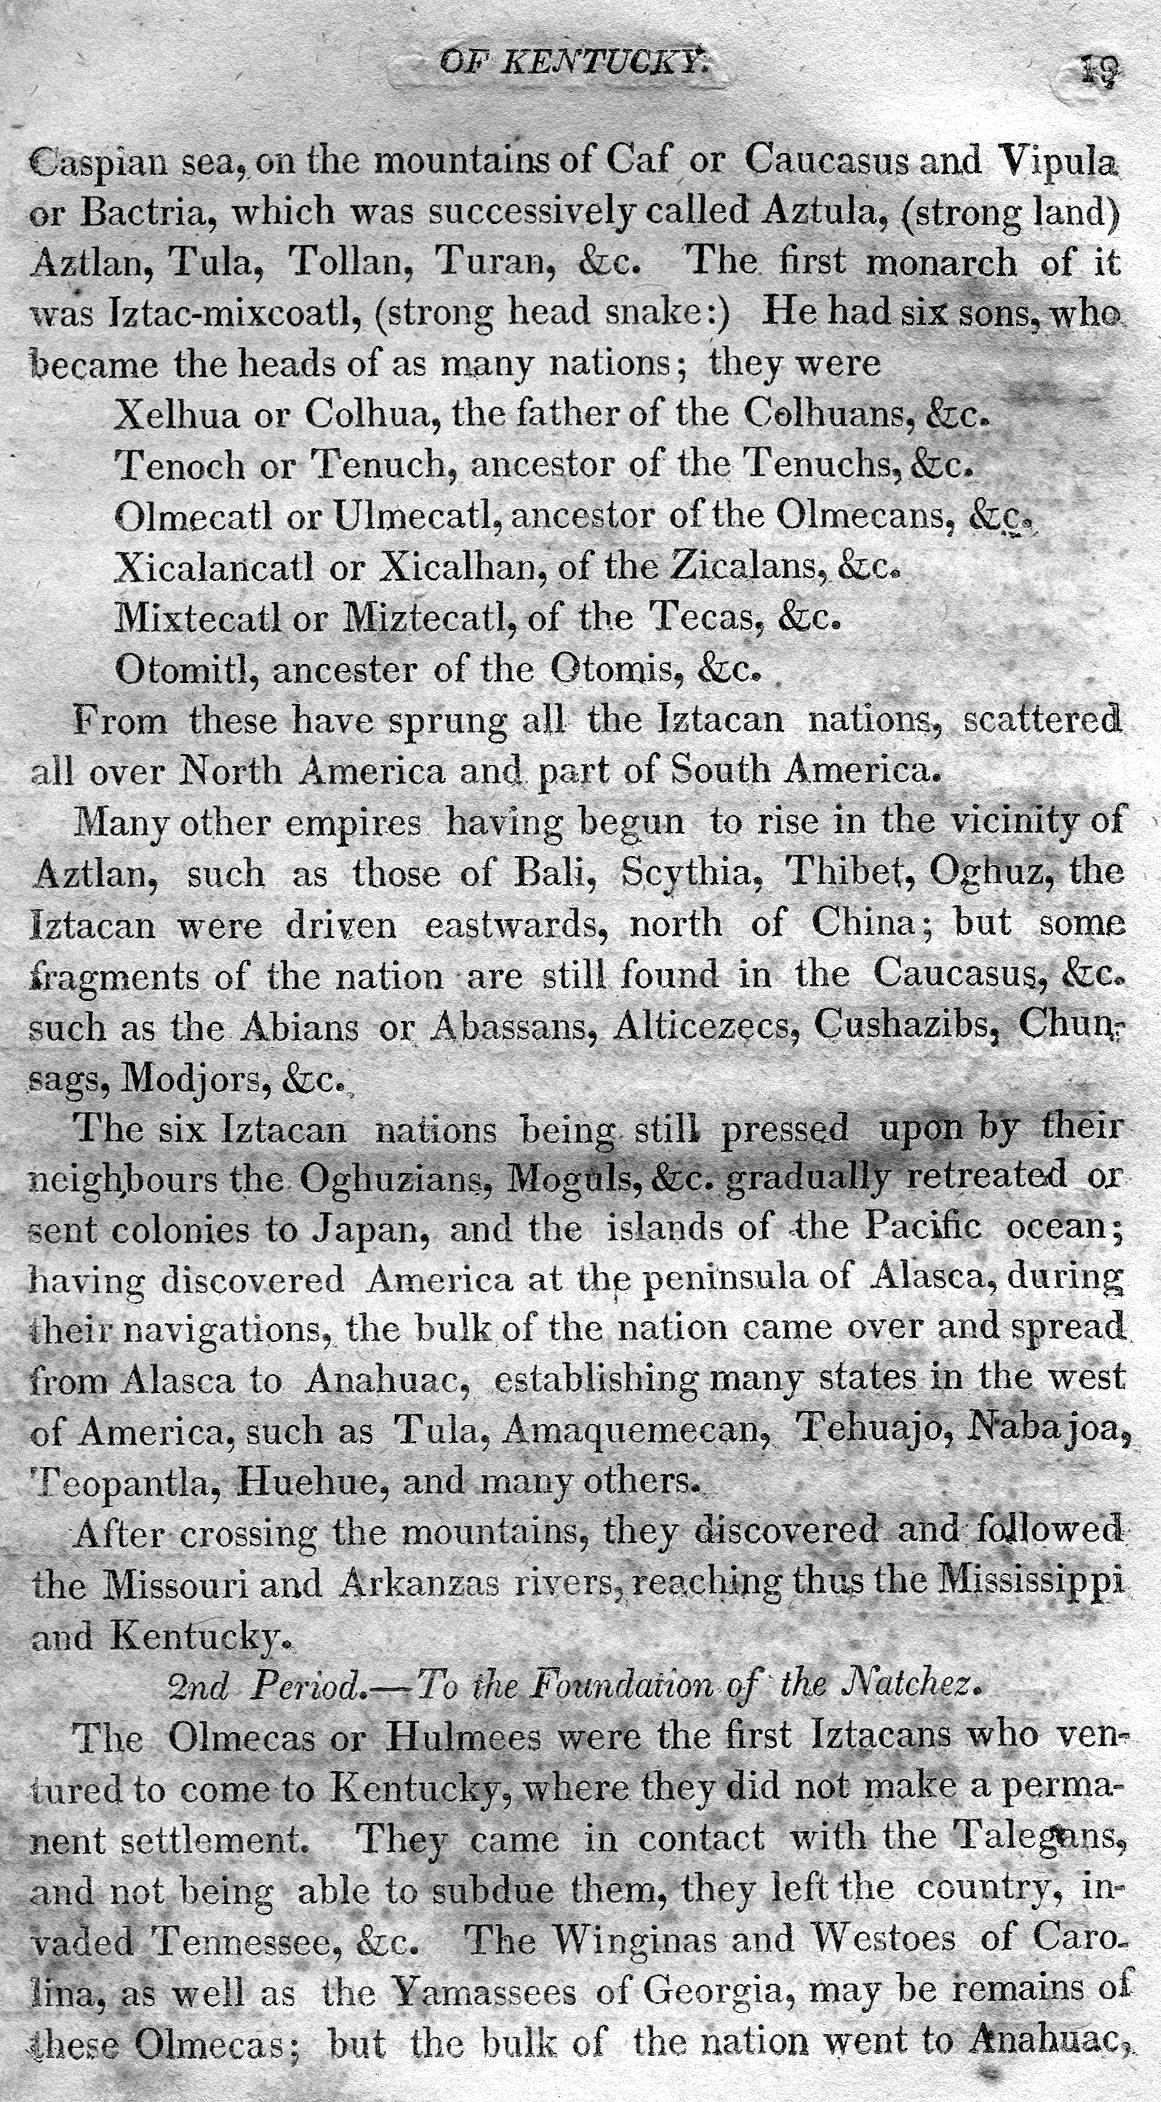 OF KENTUCKY. 19
Caspian sea, on the mountains of Caf or Caucasus and Vipula
or Bactria, which was successively called Aztula, (strong land)
Aztlan, Tula, Tollan, Turan, &c. The first monarch of it
was Iztac-mixcoatl, (strong head snake:) He had six sons, who
became the heads of as many nations; they were
Xelhua or Colhua, the father of the Colhuans, &c.
Tenoch or Tenuch, ancestor of the Tenuchs, &c.
Olmecatl or Ulmecatl, ancestor of the Olmecans, &c.
Xicalancatl or Xicalhan, of the Zicalans, &c.
Mixtecatl or Miztecatl, of the Tecas, &c.
Otomitl, ancester of the Otomis, &c.
From these have sprung all the Iztacan nations, scattered
all over North America and part of South America.
Many other empires having begun to rise in the vicinity of
Aztlan, such as those of Bali, Scythia, Thibet, Oghuz, the
Iztacan were driven eastwards, north of China; but some
fragments of the nation are still found in the Caucasus, &c.
such as the Abians or Abassans, Alticezecs, Cushazibs, Chun-
sags, Modjors, &c.
The six Iztacan nations being still pressed upon by their
neighbours the Oghuzians, Moguls, &c. gradually retreated or
sent colonies to Japan, and the islands of the Pacific ocean;
having discovered America at the peninsula of Alasca, during
their navigations, the bulk of the nation came over and spread
from Alasca to Anahuac, establishing many states in the west
of America, such as Tula, Amaquemecan, Tehuajo, Nabajoa,
Teopantla, Huehue, and many others.
After crossing the mountains, they discovered and followed
the Missouri and Arkanzas rivers, reaching thus the Mississippi
and Kentucky.
2nd Period.—To the Foundation of the Natchez.
The Olmecas or Hulmees were the first Iztacans who ven-
tured to come to Kentucky, where they did not make a perma-
nent settlement. They came in contact with the Talegans,
and not being able to subdue them, they left the country, in-
vaded Tennessee, &c. The Winginas and Westoes of Caro-
lina, as well as the Yamassees of Georgia, may be remains of
these Olmecas; but the bulk of the nation went to Anahuac,